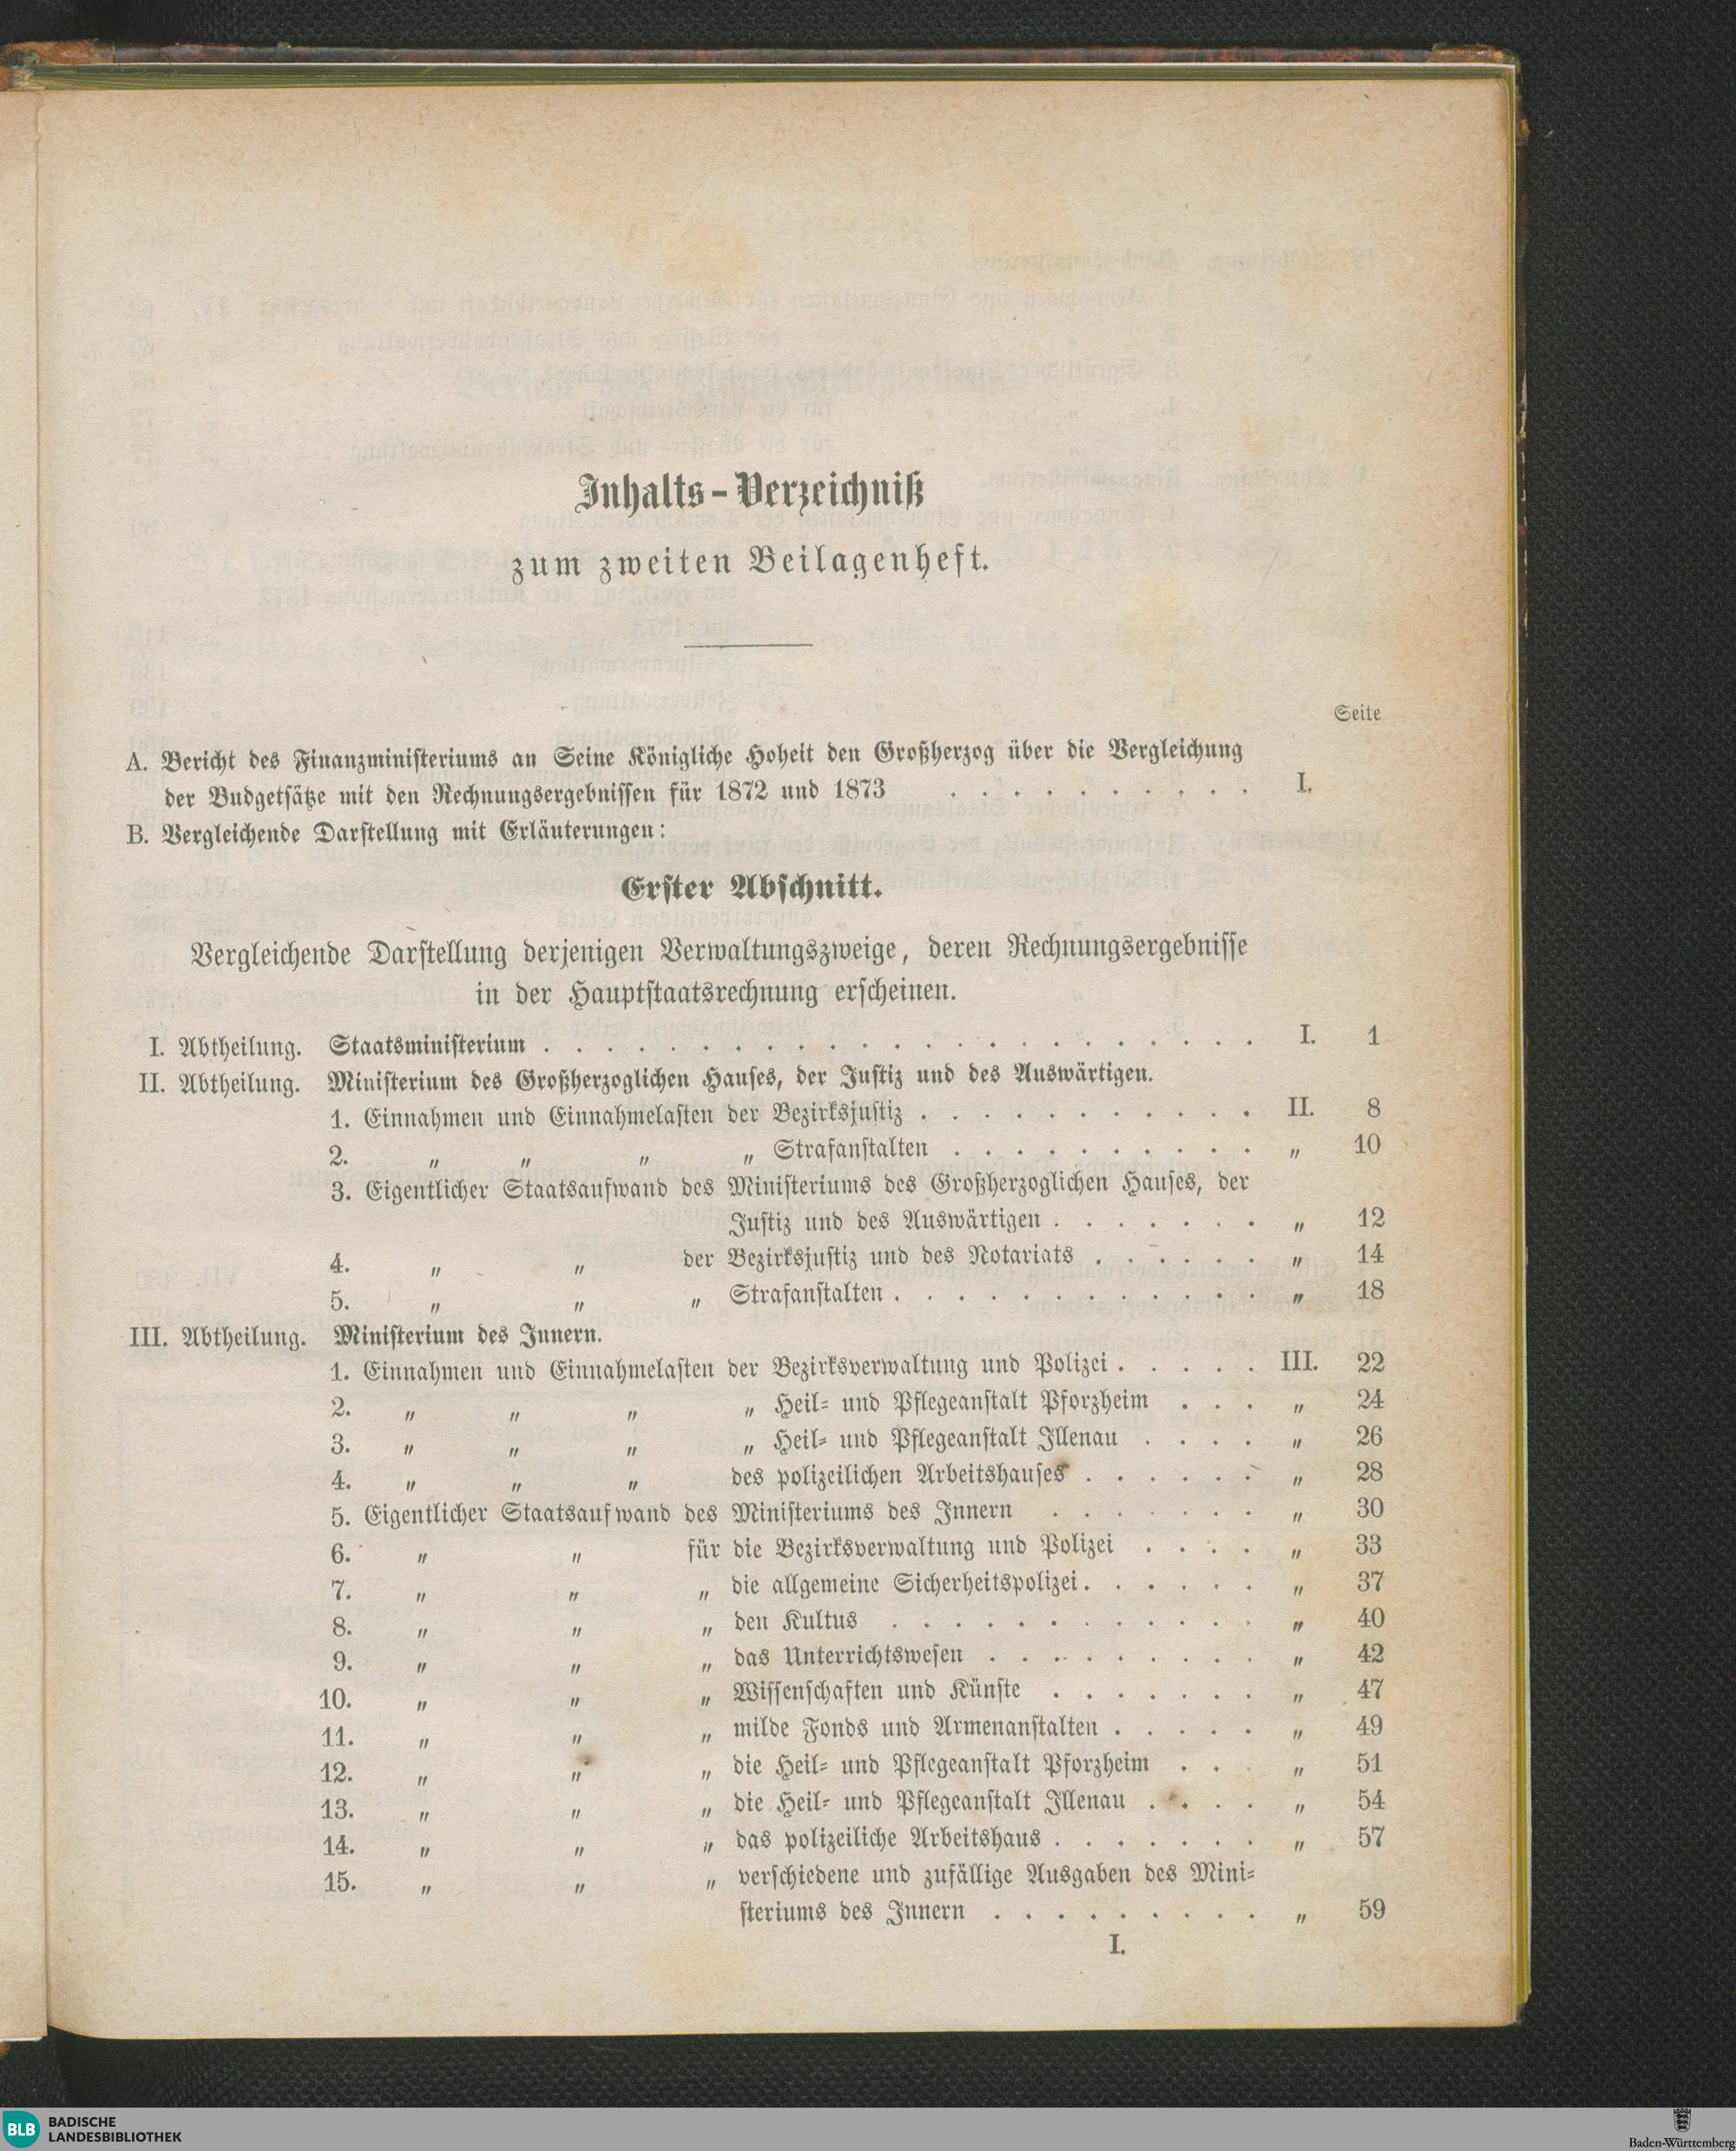 Inhalts-Verzeichniß
zum zweiten Beilagenheft.
Seite
A. Bericht des Finanzministeriums an Seine Königliche Hoheit den Großherzog über die Vergleichung
der Budgetsätze mit den Rechnungsergebnissen für 1872 und 1873 . . . . . . . . . . I.
B. Vergleichende Darstellung mit Erläuterungen:
Erster Abschnitt.
Vergleichende Darstellung derjenigen Verwaltungszweige, deren Rechnungsergebnisse
in der Hauptstaatsrechnung erscheinen.
I. Abtheilung. Staatsministerium . . . . . . . . . . . . . . . . . . . . . . . I. 1
II. Abtheilung. Ministerium des Großherzoglichen Hauses, der Justiz und des Auswärtigen.
1. Einnahmen und Einnahmelasten der Bezirksjustiz . . . . . . . . . . . II. 8
2. „ „ „ „ Strafanstalten . . . . . . . . . . „ 10
3. Eigentlicher Staatsaufwand des Ministeriums des Großherzoglichen Hauses, der
Justiz und des Auswärtigen . . . . . . . „ 12
4. „ „ der Bezirksjustiz und des Notariats . . . . . . „ 14
5. „ „ „ Strafanstalten . . . . . . . . . . . . „ 18
III. Abtheilung. Ministerium des Innern.
1. Einnahmen und Einnahmelasten der Bezirksverwaltung und Polizei . . . . . III. 22
2. „ „ „ „ Heil- und Pflegeanstalt Pforzheim . . . „ 24
3. „ „ „ „ Heil- und Pflegeanstalt Illenau . . . . „ 26
4. „ „ „ des polizeilichen Arbeitshauses . . . . . . „ 28
5. Eigentlicher Staatsaufwand des Ministeriums des Innern . . . . . . . „ 30
6. „ „ für die Bezirksverwaltung und Polizei . . . . „ 33
7. „ „ „ die allgemeine Sicherheitspolizei . . . . . . „ 37
8. „ „ „ den Kultus . . . . . . . . . . . . „ 40
9. „ „ „ das Unterrichtswesen . . . . . . . . . „ 42
10. „ „ „ Wissenschaften und Künste . . . . . . . „ 47
11. „ „ „ milde Fonds und Armenanstalten . . . . . „ 49
12. „ „ „ die Heil- und Pflegeanstalt Pforzheim . . . „ 51
13. „ „ „ die Heil- und Pflegeanstalt Illenau . . . . „ 54
14. „ „ „ das polizeiliche Arbeitshaus . . . . . . . „ 57
15. „ „ „ verschiedene und zufällige Ausgaben des Mini-
steriums des Innern . . . . . . . . . „ 59
I.
BLB BADISCHE
LANDESBIBLIOTHEK
Baden-Württemberg